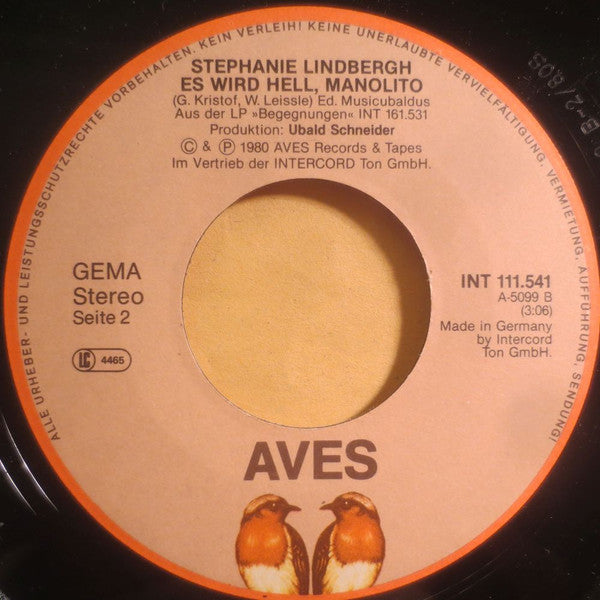 ALLE URHEBER- UND LEISTUNGSSCHUTZRECHTE VORBEHALTEN. KEIN VERLEIH! KEINE UNERLAUBTE VERVIELFÄLTIGUNG, VERMIETUNG, AUFFÜHRUNG, SENDUNG!
STEPHANIE LINDBERGH
ES WIRD HELL, MANOLITO
(G. Kristof, W. Leissle) Ed. Musicubaldus
Aus der LP »Begegnungen« INT 161.531
Produktion: Ubald Schneider
© & ℗ 1980 AVES Records & Tapes
Im Vertrieb der INTERCORD Ton GmbH.
GEMA
Stereo
Seite 2
LC 4465
INT 111.541
A-5099 B
(3:06)
Made in Germany
by Intercord
Ton GmbH.
AVES